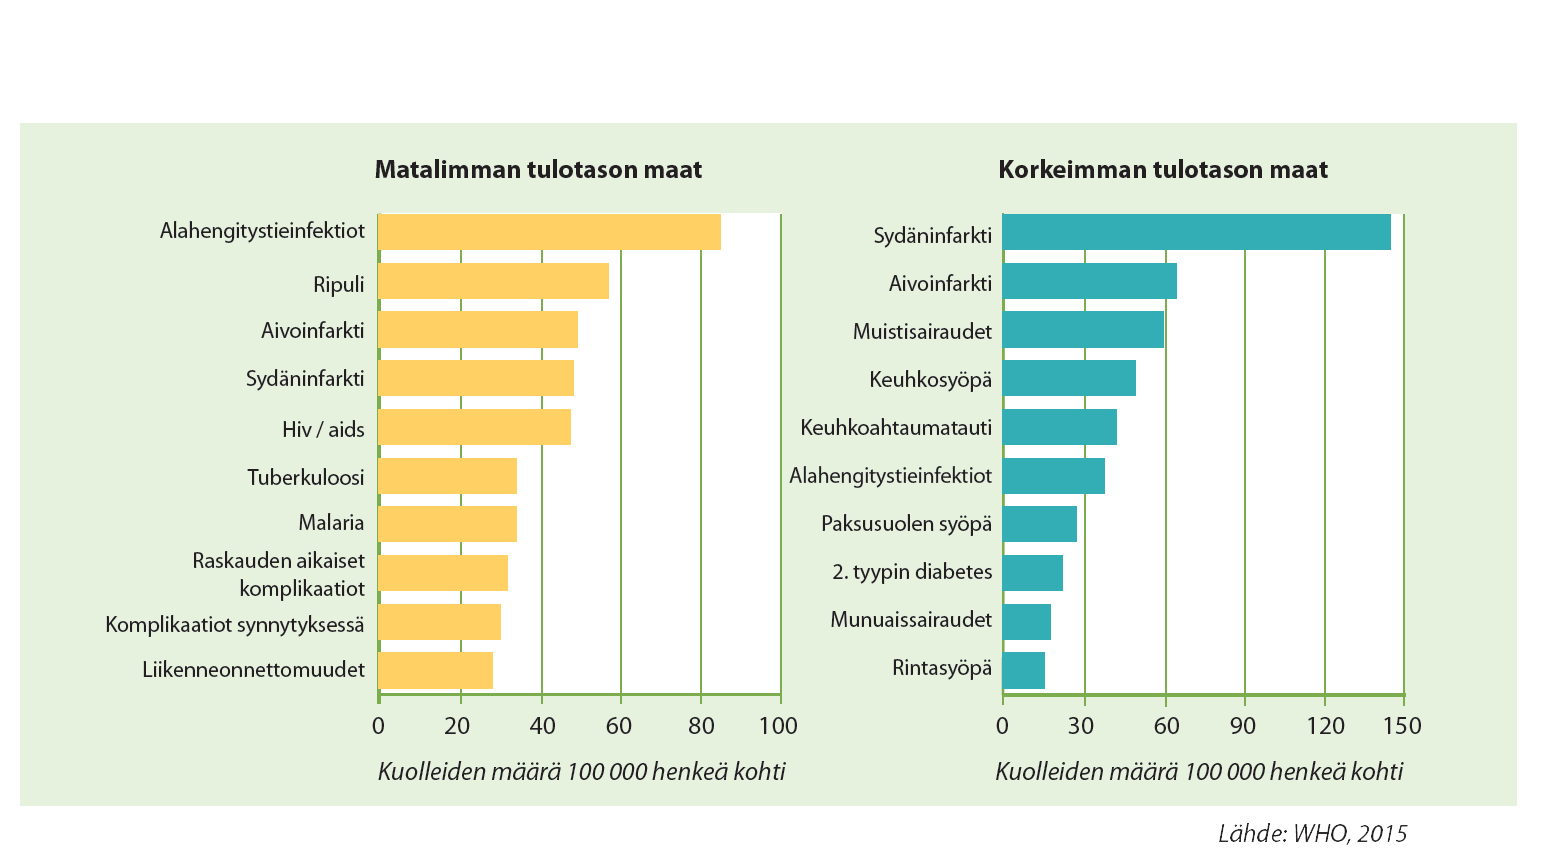 Matalimman tulotason maat
Alahengitystieinfektiot
Ripuli
Aivoinfarkti
Sydäninfarkti
Hiv / aids
Tuberkuloosi
Malaria
Raskauden aikaiset
komplikaatiot
Komplikaatiot synnytyksessä
Liikenneonnettomuudet
0 20 40 60 80 100
Kuolleiden määrä 100 000 henkeä kohti
Korkeimman tulotason maat
Sydäninfarkti
Aivoinfarkti
Muistisairaudet
Keuhkosyöpä
Keuhkoahtaumatauti
Alahengitystieinfektiot
Paksusuolen syöpä
2. tyypin diabetes
Munuaissairaudet
Rintasyöpä
0 30 60 90 120 150
Kuolleiden määrä 100 000 henkeä kohti
Lähde: WHO, 2015